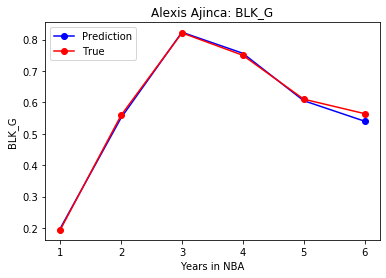 Alexis Ajinca: BLK_G
Prediction
True
BLK_G
0.8
0.7
0.6
0.5
0.4
0.3
0.2
1 2 3 4 5 6
Years in NBA